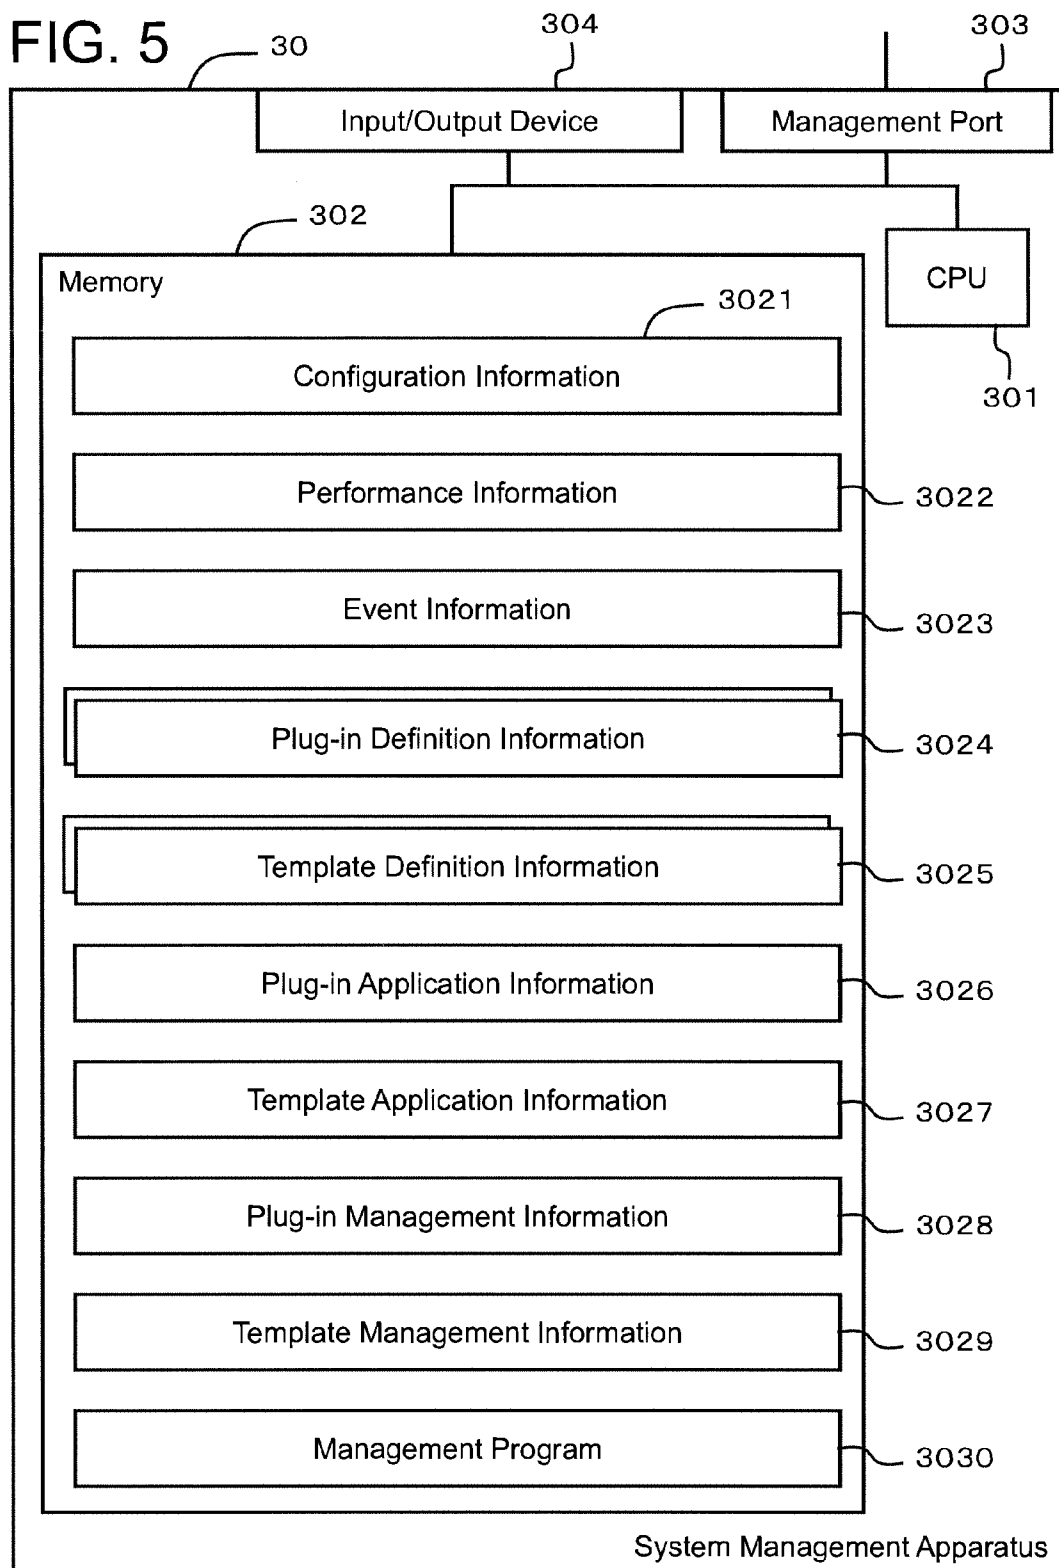 FIG. 5
30
304
303
Input/Output Device
Management Port
302
Memory
CPU
301
3021
Configuration Information
Performance Information
3022
Event Information
3023
Plug-in Definition Information
3024
Template Definition Information
3025
Plug-in Application Information
3026
Template Application Information
3027
Plug-in Management Information
3028
Template Management Information
3029
Management Program
3030
System Management Apparatus